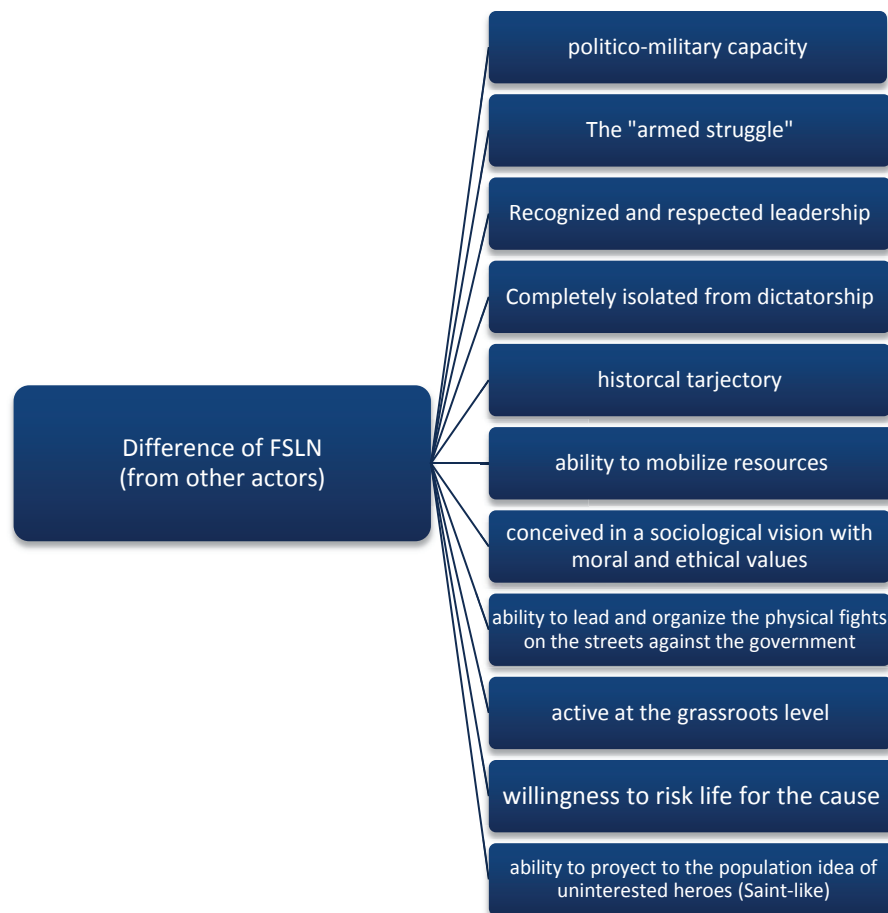 Difference of FSLN
(from other actors)
politico-military capacity
The "armed struggle"
Recognized and respected leadership
Completely isolated from dictatorship
historcal tarjectory
ability to mobilize resources
conceived in a sociological vision with
moral and ethical values
ability to lead and organize the physical fights
on the streets against the government
active at the grassroots level
willingness to risk life for the cause
ability to proyect to the population idea of
uninterested heroes (Saint-like)